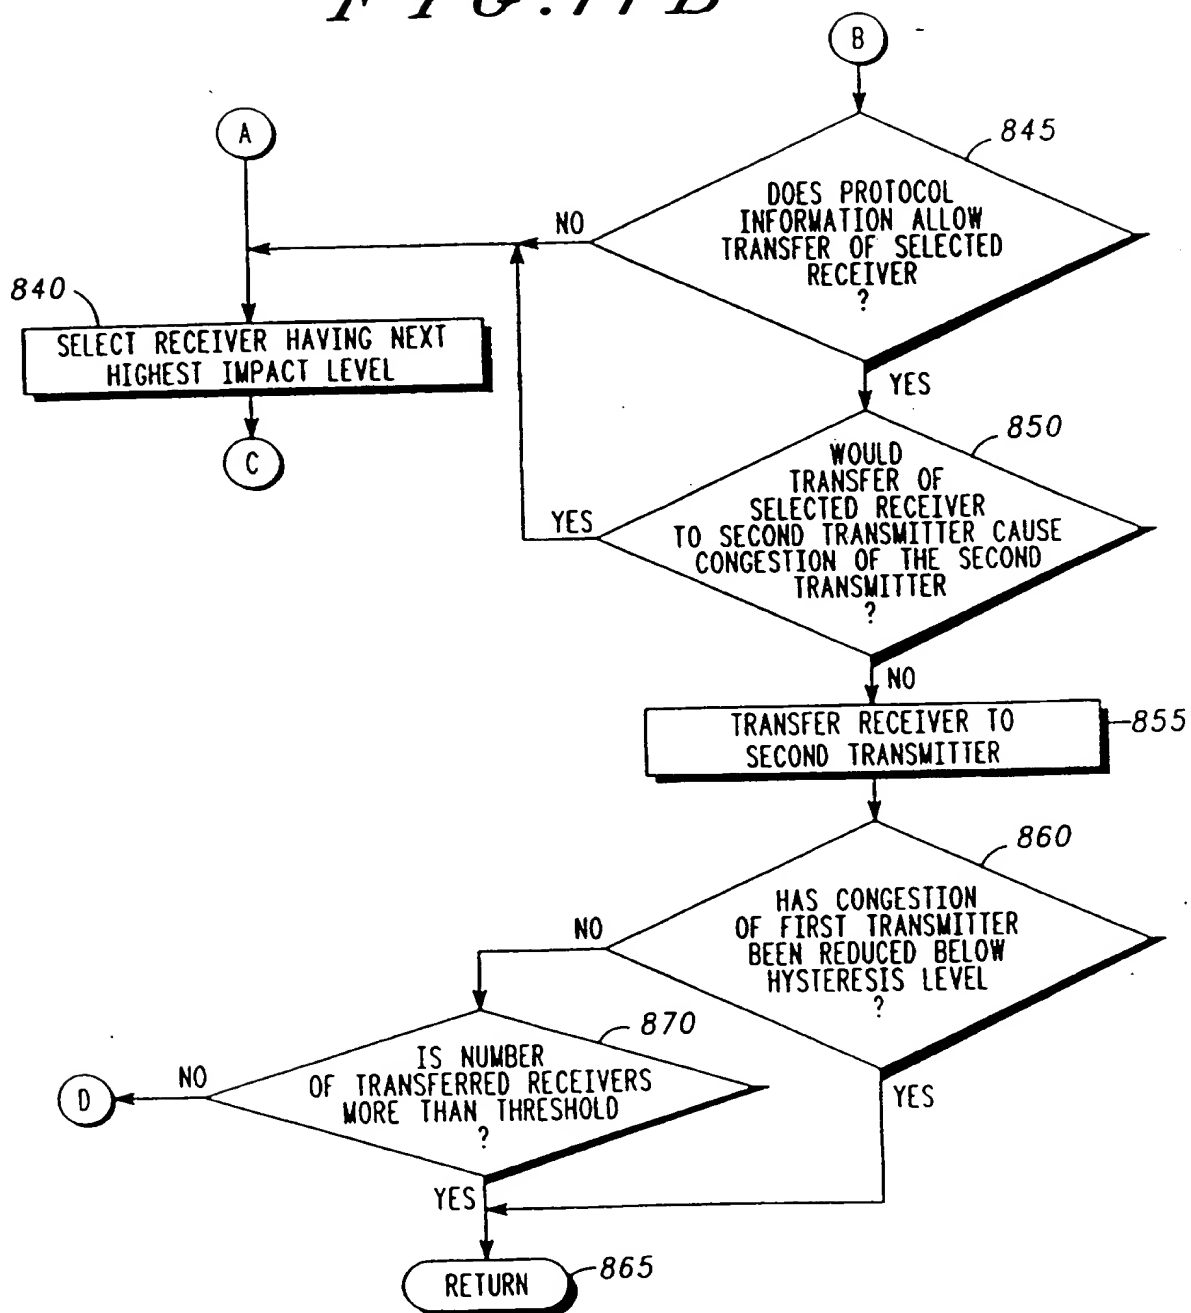 FIG. 11B
B
A
845
DOES PROTOCOL
INFORMATION ALLOW
TRANSFER OF SELECTED
RECEIVER
?
NO
840
SELECT RECEIVER HAVING NEXT
HIGHEST IMPACT LEVEL
YES
C
850
WOULD
TRANSFER OF
SELECTED RECEIVER
TO SECOND TRANSMITTER CAUSE
CONGESTION OF THE SECOND
TRANSMITTER
?
YES
NO
TRANSFER RECEIVER TO
SECOND TRANSMITTER
855
860
HAS CONGESTION
OF FIRST TRANSMITTER
BEEN REDUCED BELOW
HYSTERESIS LEVEL
?
NO
870
IS NUMBER
OF TRANSFERRED RECEIVERS
MORE THAN THRESHOLD
?
NO
D
YES
YES
RETURN
865